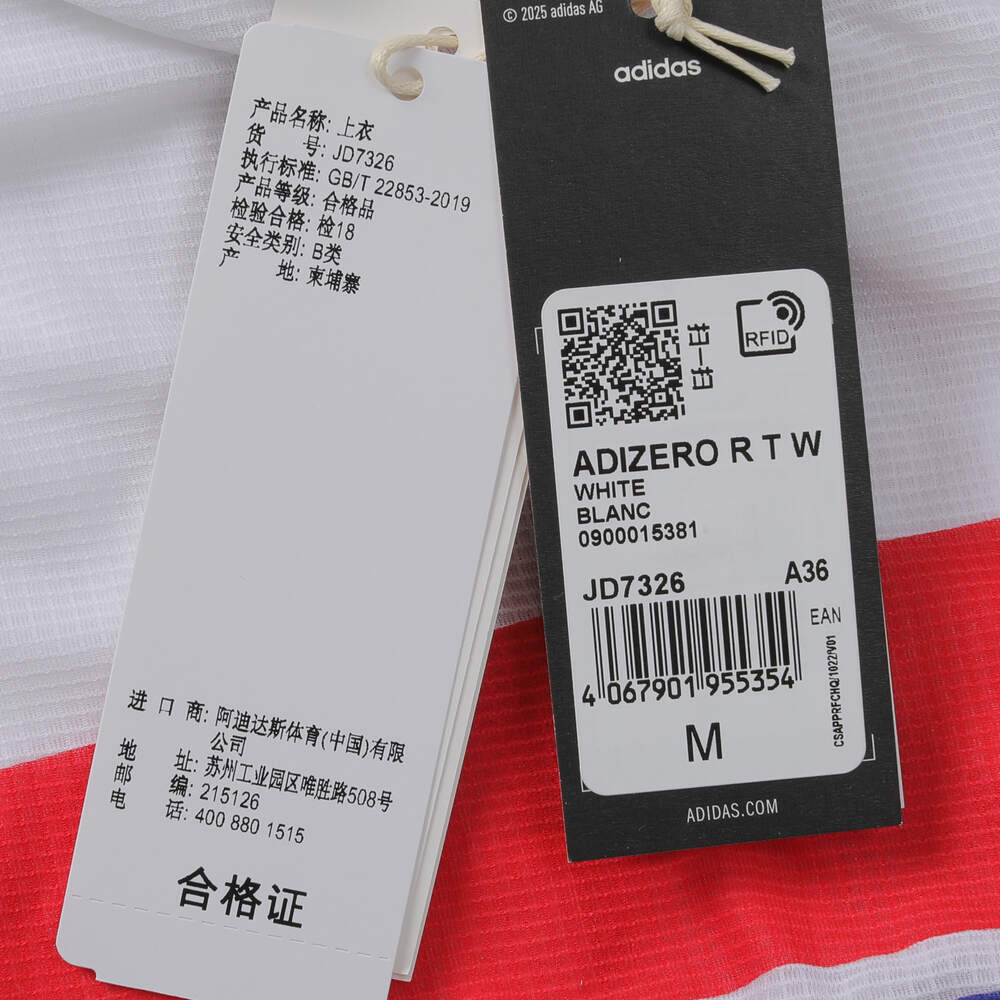 产品名称: 上衣
货 号: JD7326
执行标准: GB/T 22853-2019
产品等级: 合格品
检验合格: 检18
安全类别: B类
产 地: 柬埔寨
进 口 商: 阿迪达斯体育(中国)有限
公司
地 址: 苏州工业园区唯胜路508号
邮 编: 215126
电 话: 400 880 1515
合格证
© 2025 adidas AG
adidas
扫一扫
RFID
ADIZERO R T W
WHITE
BLANC
0900015381
JD7326 A36
EAN
4 067901 955354
CSAPPRFCHQ/1022/V01
M
ADIDAS.COM